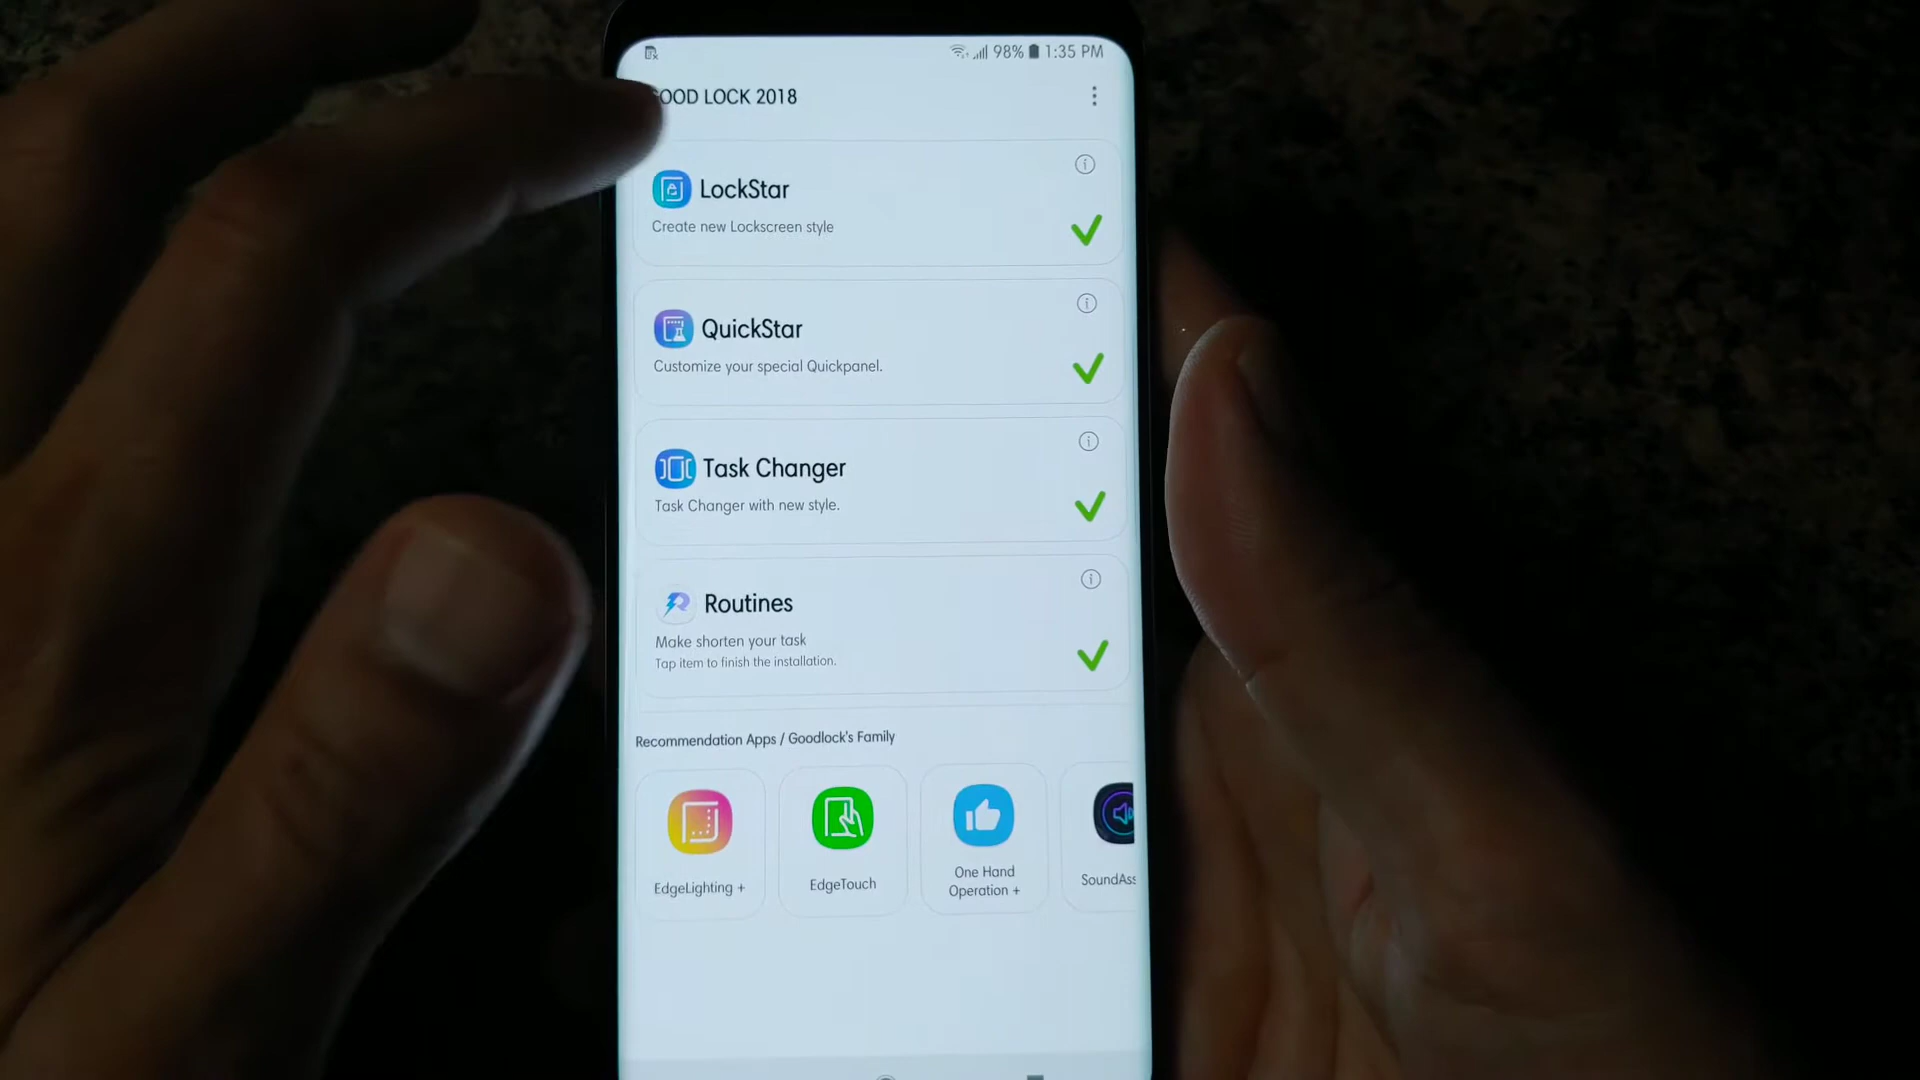 98% 1:35 PM
OOD LOCK 2018
LockStar
Create new Lockscreen style
QuickStar
Customize your special Quickpanel.
Task Changer
Task Changer with new style.
Routines
Make shorten your task
Tap item to finish the installation.
Recommendation Apps / Goodlock's Family
EdgeLighting +
EdgeTouch
One Hand
Operation +
SoundAss